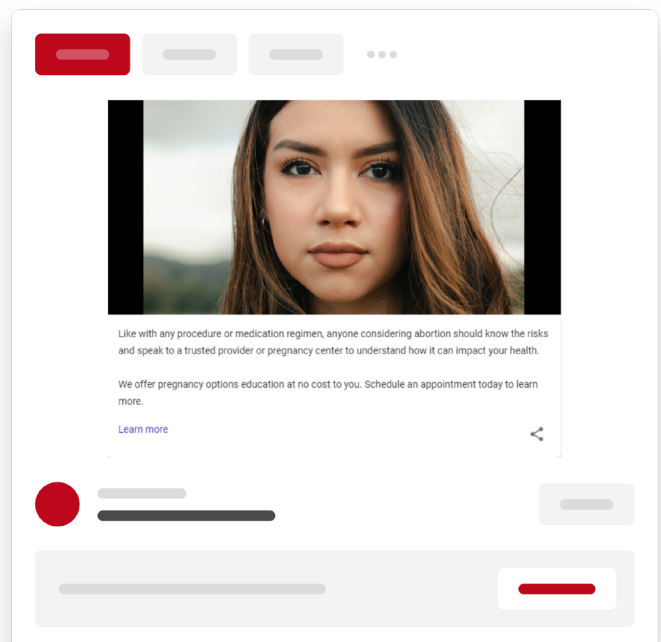 Like with any procedure or medication regimen, anyone considering abortion should know the risks
and speak to a trusted provider or pregnancy center to understand how it can impact your health.
We offer pregnancy options education at no cost to you. Schedule an appointment today to learn
more.
Learn more